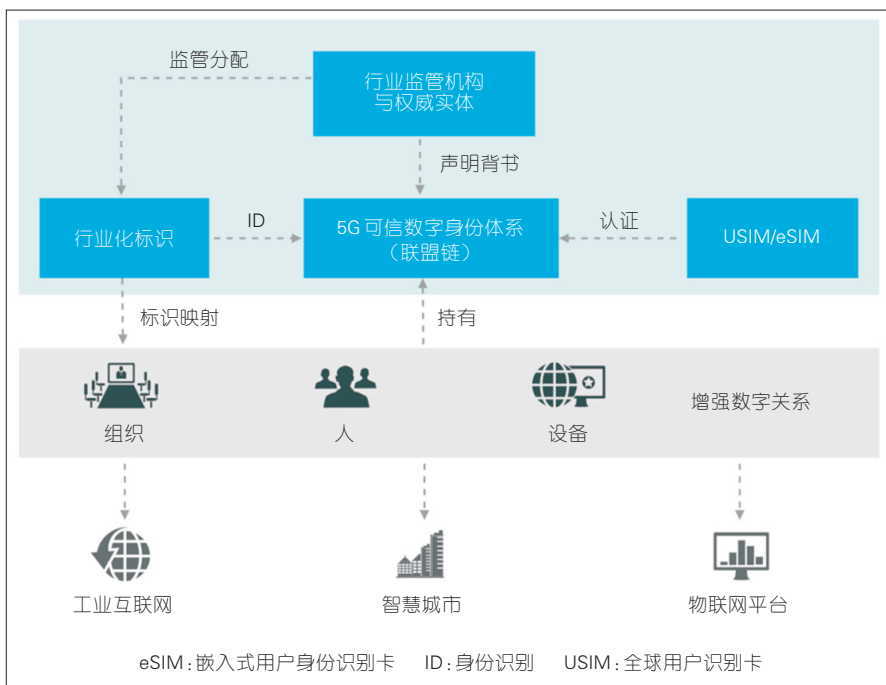 监管分配
行业监管机构
与权威实体
声明背书
行业化标识
ID
5G可信数字身份体系
（联盟链）
认证
USIM/eSIM
标识映射
持有
组织
人
设备
增强数字关系
工业互联网
智慧城市
物联网平台
eSIM：嵌入式用户身份识别卡 ID：身份识别 USIM：全球用户识别卡